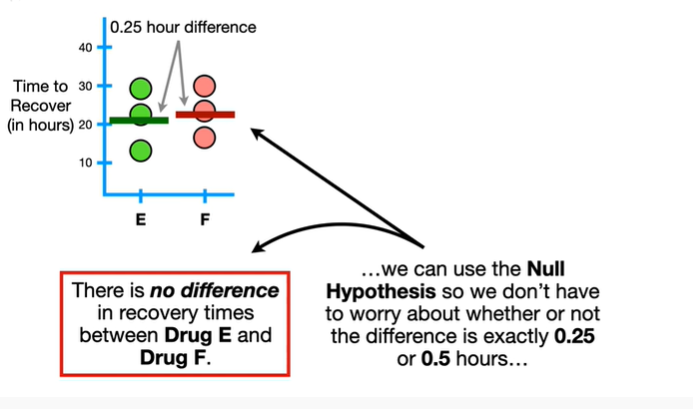 0.25 hour difference
40
Time to
Recover
(in hours)
30
20
10
E
F
There is no difference
in recovery times
between Drug E and
Drug F.
…we can use the Null
Hypothesis so we don’t have
to worry about whether or not
the difference is exactly 0.25
or 0.5 hours…